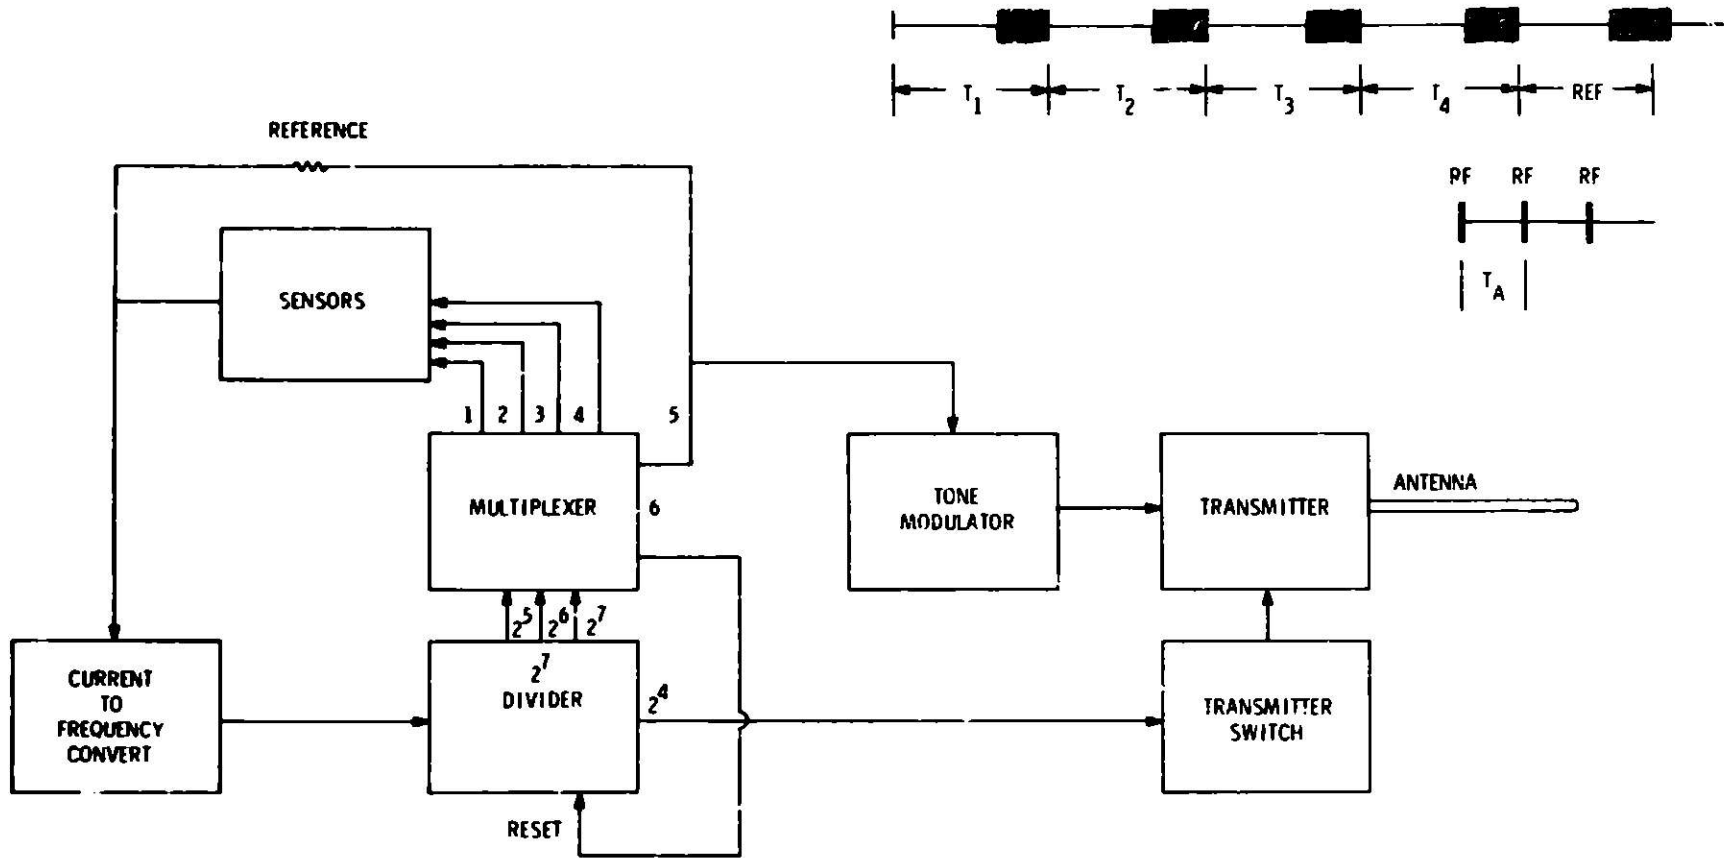 T1 T2 T3 T4 REF
REFERENCE
RF RF RF
TA
SENSORS
1 2 3 4 5
MULTIPLEXER
6
TONE
MODULATOR
TRANSMITTER
ANTENNA
2^5 2^6 2^7
CURRENT
TO
FREQUENCY
CONVERT
2^7
DIVIDER
2^4
TRANSMITTER
SWITCH
RESET